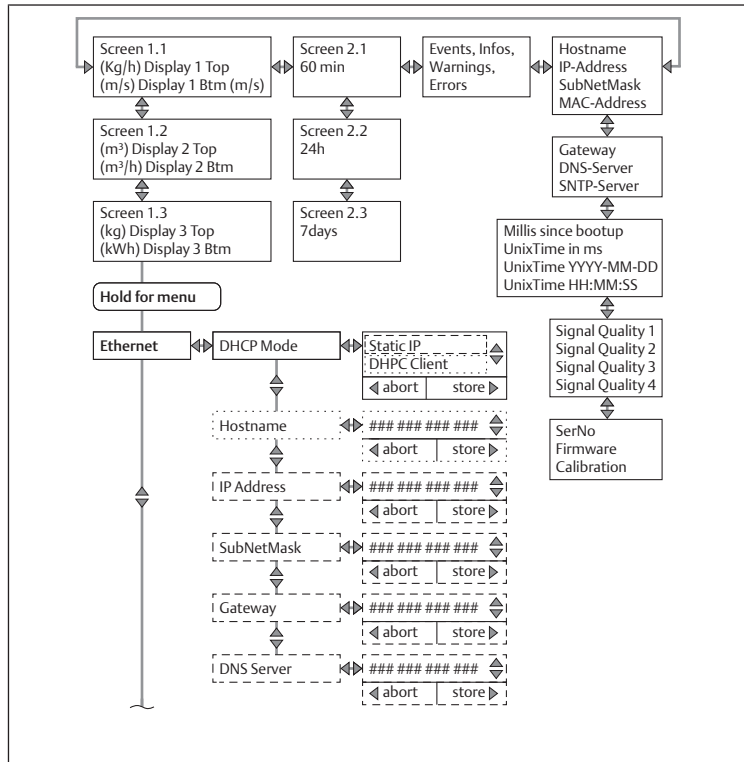 Screen 1.1
(Kg/h) Display 1 Top
(m/s) Display 1 Btm (m/s)
Screen 2.1
60 min
Events, Infos,
Warnings,
Errors
Hostname
IP-Address
SubNetMask
MAC-Address
Screen 1.2
(m³) Display 2 Top
(m³/h) Display 2 Btm
Screen 2.2
24h
Gateway
DNS-Server
SNTP-Server
Screen 1.3
(kg) Display 3 Top
(kWh) Display 3 Btm
Screen 2.3
7days
Millis since bootup
UnixTime in ms
UnixTime YYYY-MM-DD
UnixTime HH:MM:SS
Hold for menu
Signal Quality 1
Signal Quality 2
Signal Quality 3
Signal Quality 4
SerNo
Firmware
Calibration
Ethernet
DHCP Mode
Static IP
DHPC Client
abort store
Hostname
### ### ### ###
abort store
IP Address
### ### ### ###
abort store
SubNetMask
### ### ### ###
abort store
Gateway
### ### ### ###
abort store
DNS Server
### ### ### ###
abort store